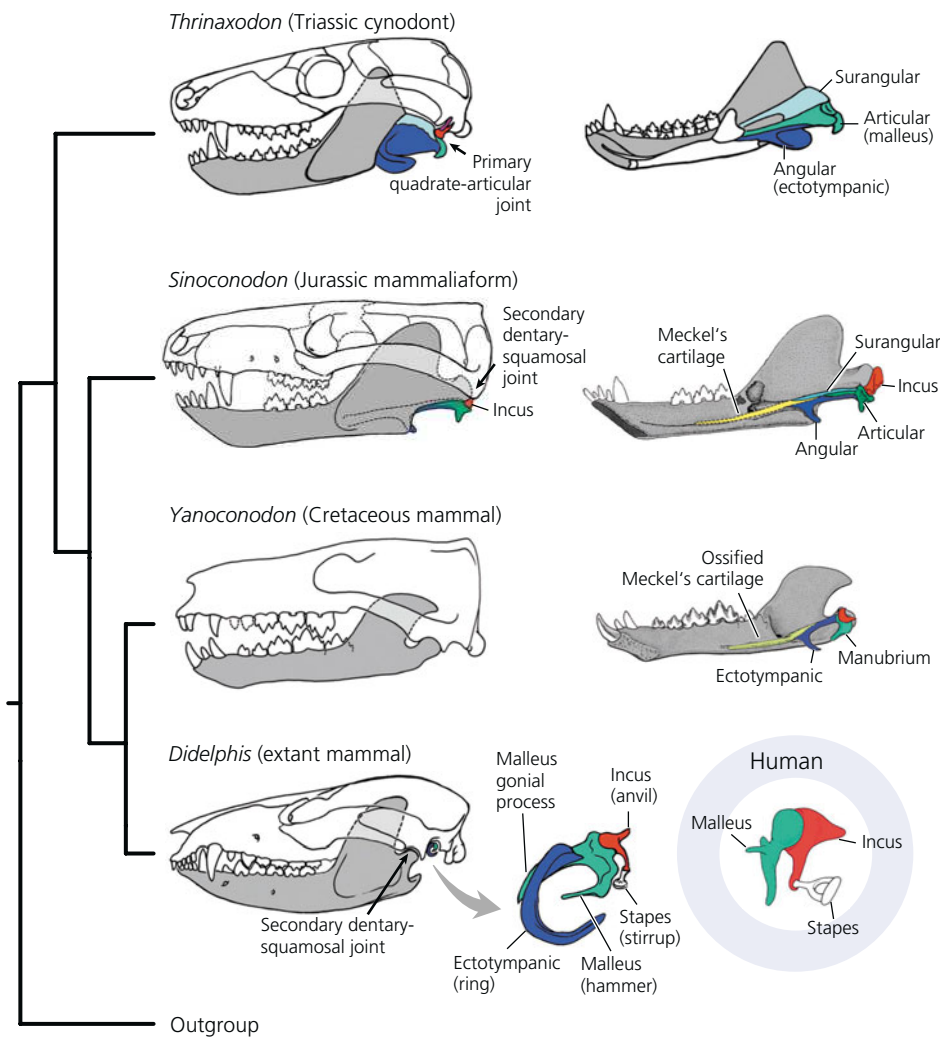 Thrinaxodon (Triassic cynodont)
Primary
quadrate-articular
joint
Surangular
Articular
(malleus)
Angular
(ectotympanic)
Sinoconodon (Jurassic mammaliaform)
Secondary
dentary-
squamosal
joint
Incus
Meckel's
cartilage
Surangular
Incus
Articular
Angular
Yanoconodon (Cretaceous mammal)
Ossified
Meckel's cartilage
Manubrium
Ectotympanic
Didelphis (extant mammal)
Secondary dentary-
squamosal joint
Malleus
gonial
process
Incus
(anvil)
Stapes
(stirrup)
Ectotympanic
(ring)
Malleus
(hammer)
Human
Malleus
Incus
Stapes
Outgroup